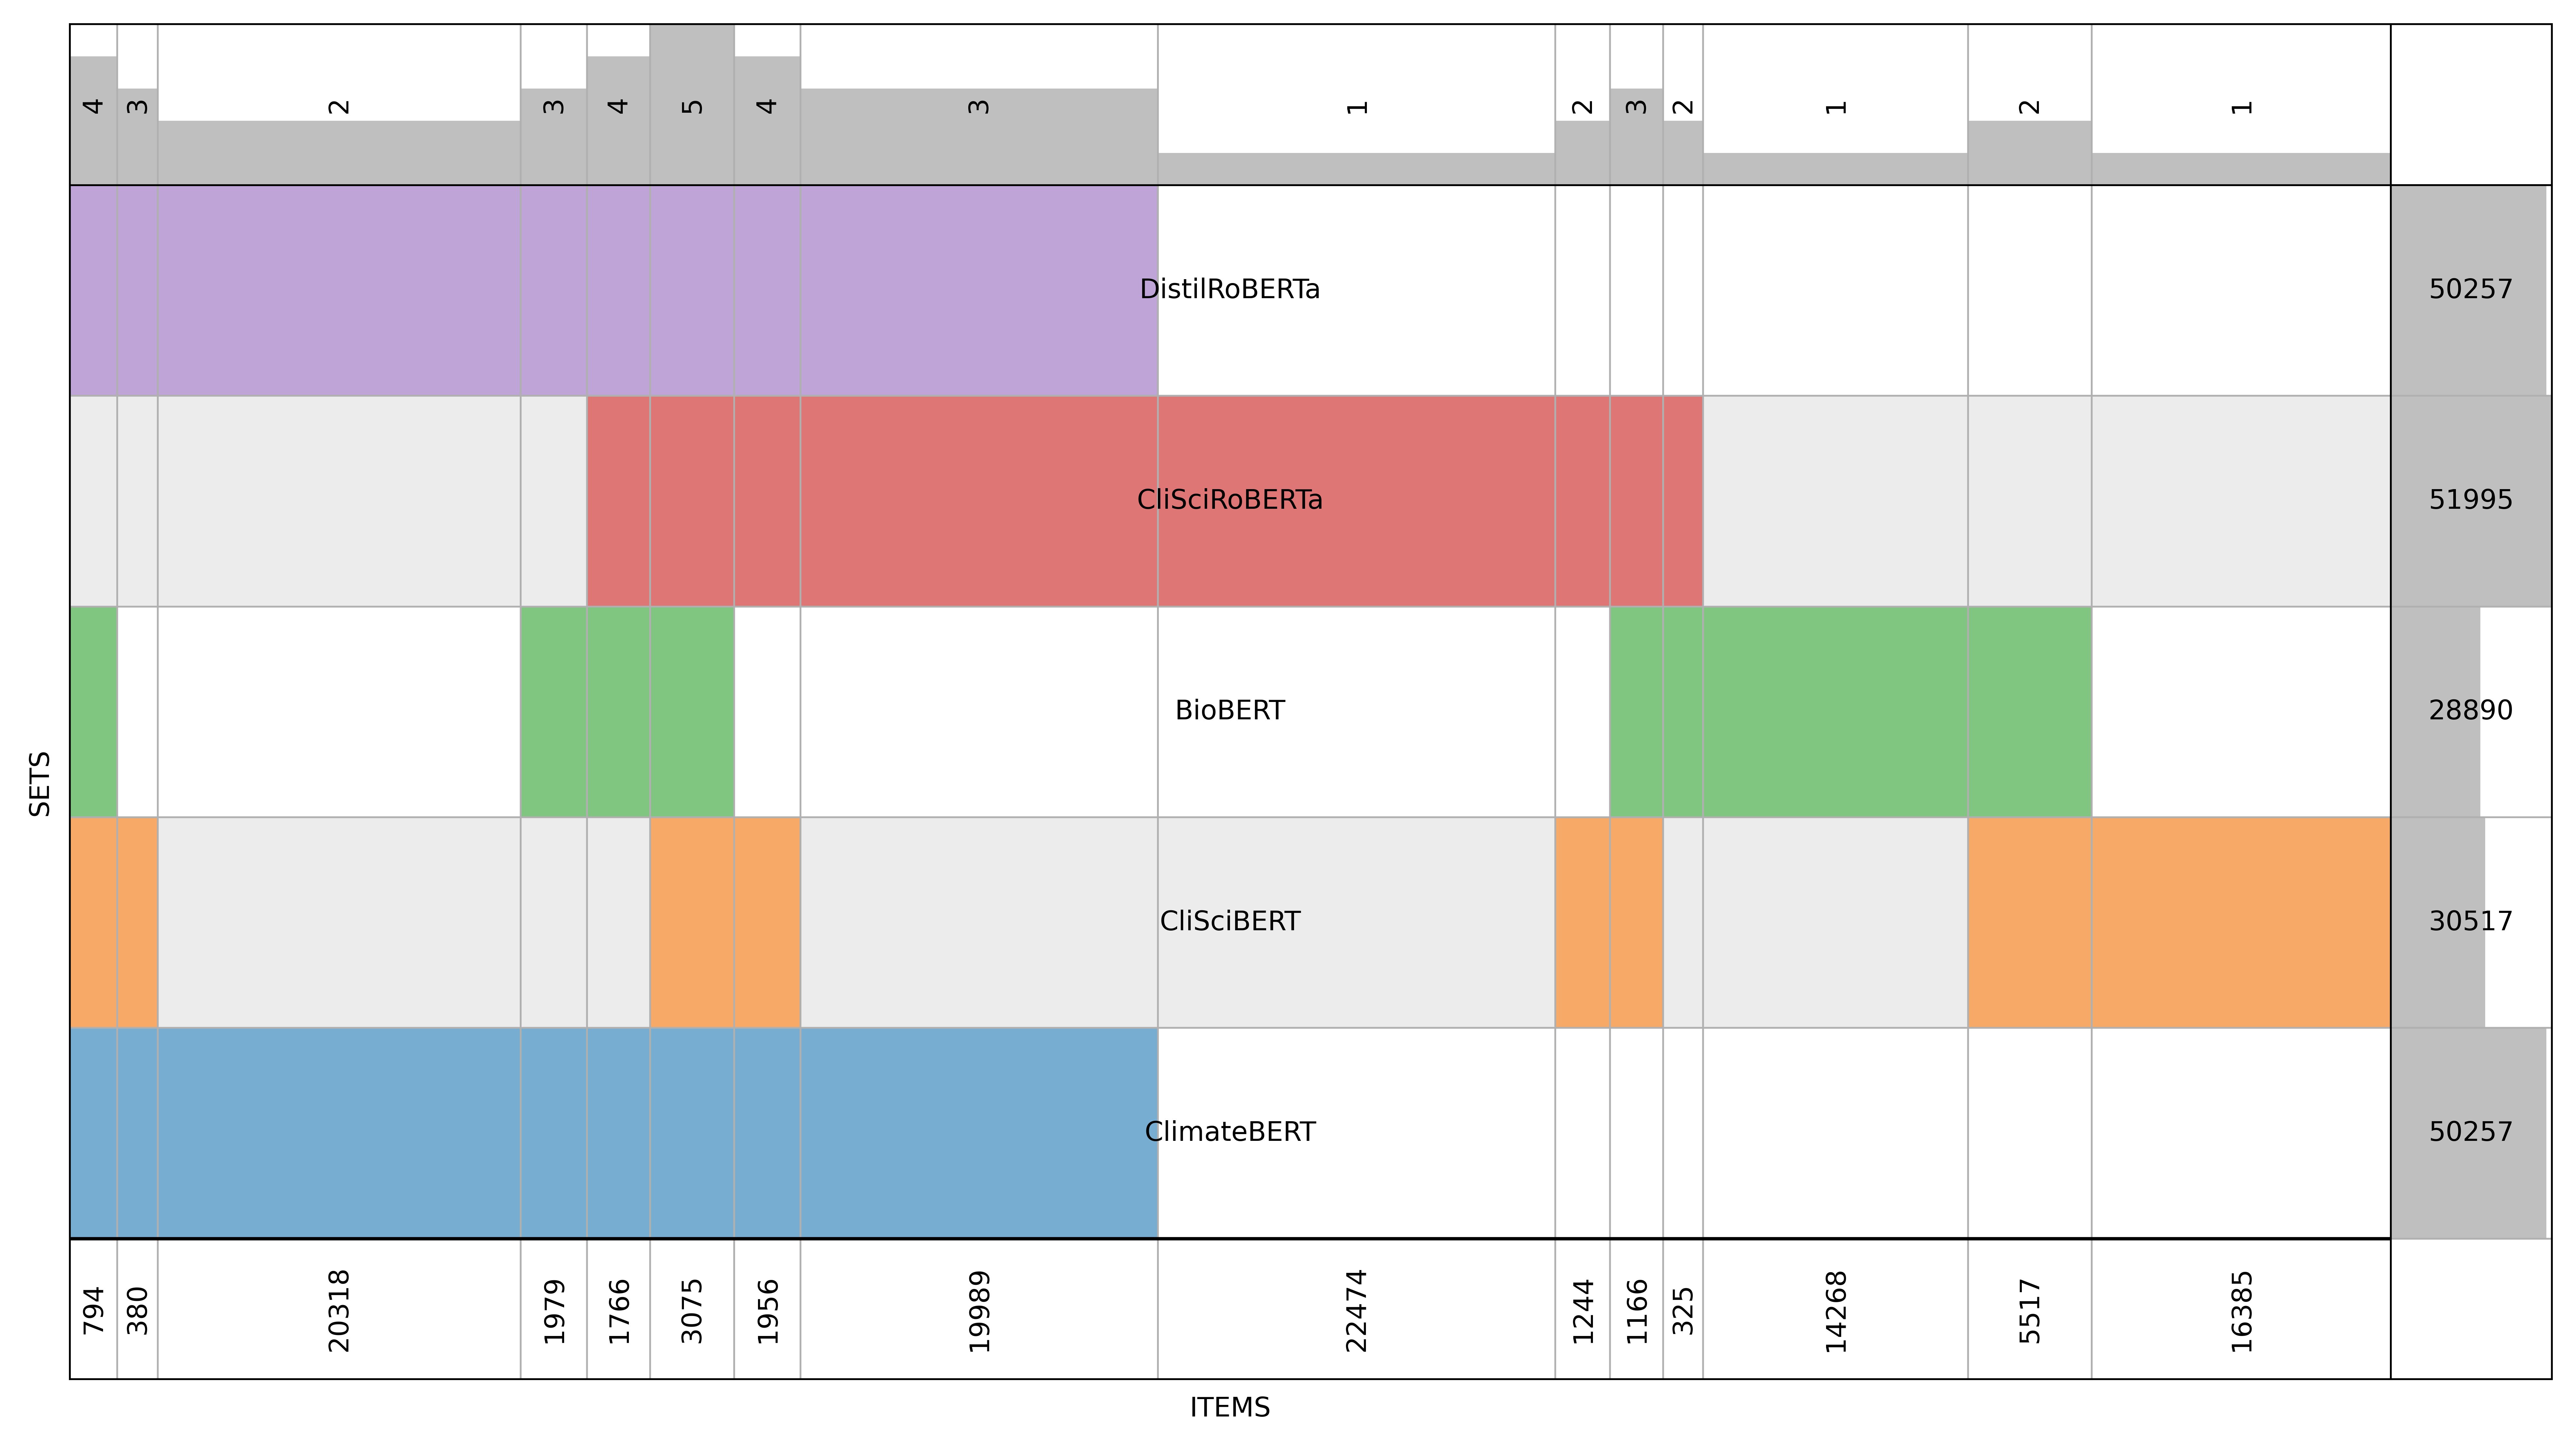 4 3 2 3 4 5 4 3 1 2 3 2 1 2 1
DistilRoBERTa 50257
CliSciRoBERTa 51995
BioBERT 28890
SETS
CliSciBERT 30517
ClimateBERT 50257
794 380 20318 1979 1766 3075 1956 19989 22474 1244 1166 325 14268 5517 16385
ITEMS